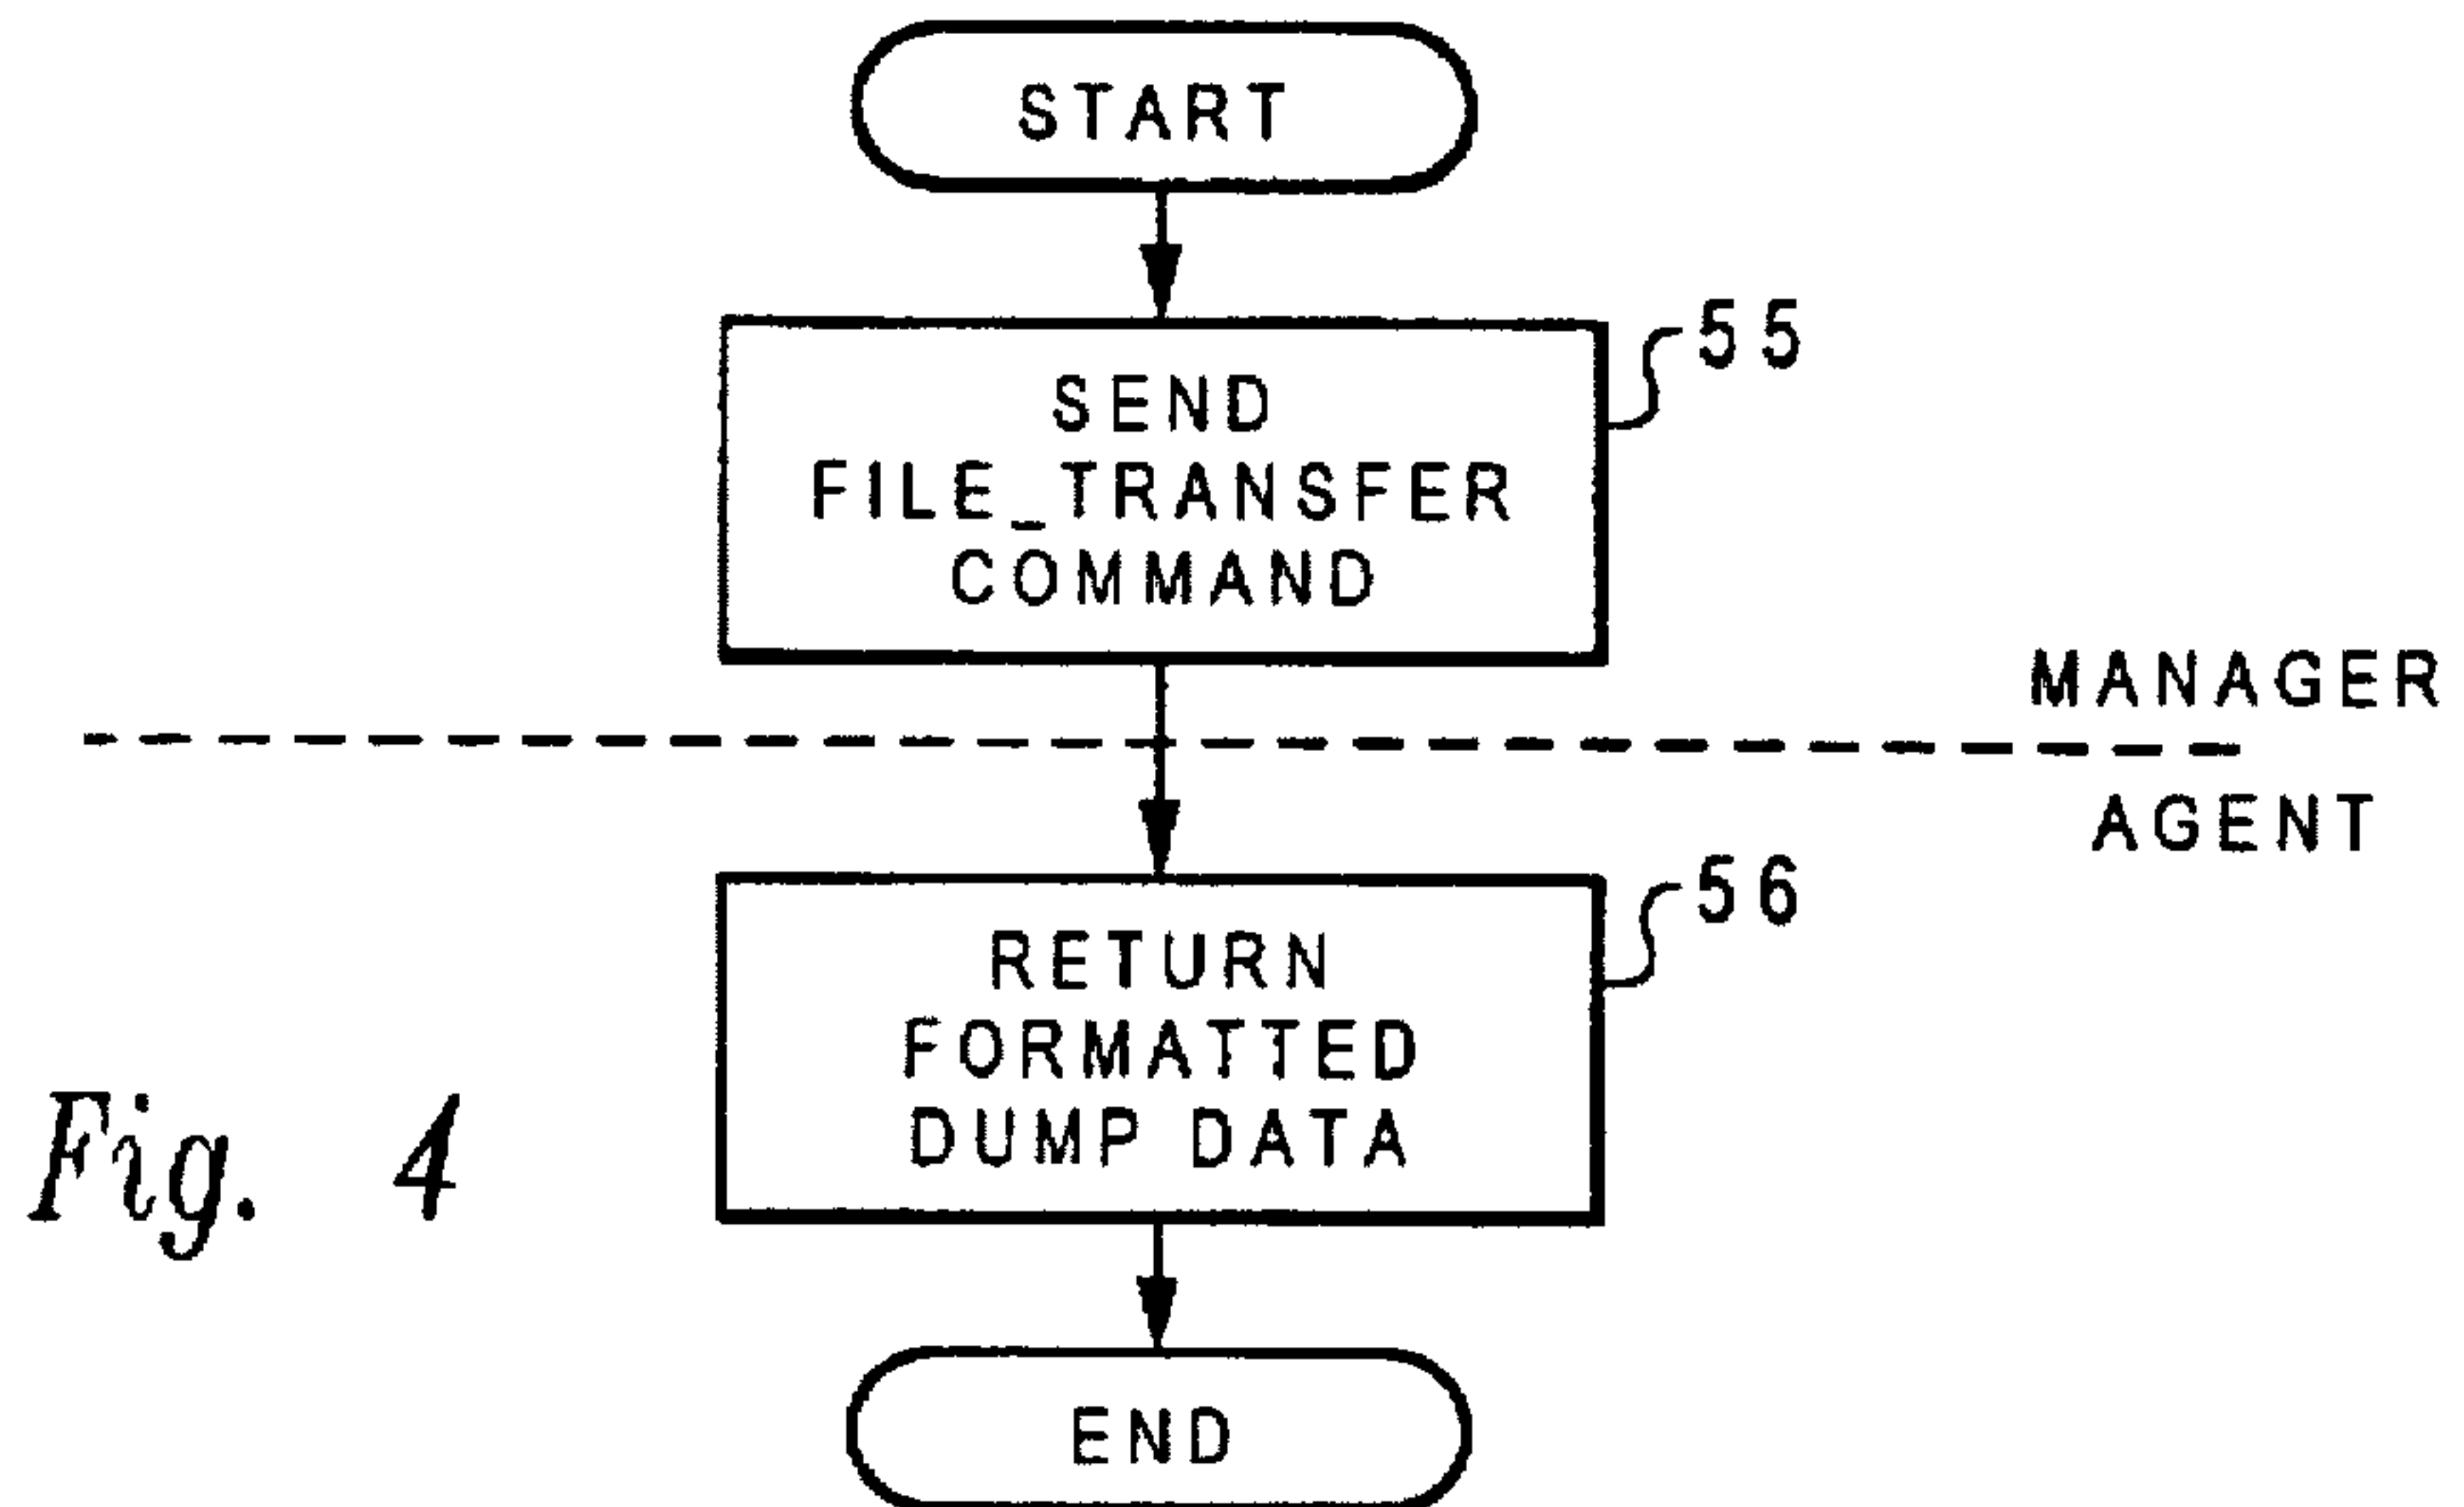 START
55
SEND
FILE_TRANSFER
COMMAND
MANAGER
AGENT
56
RETURN
FORMATTED
DUMP DATA
Fig. 4
END